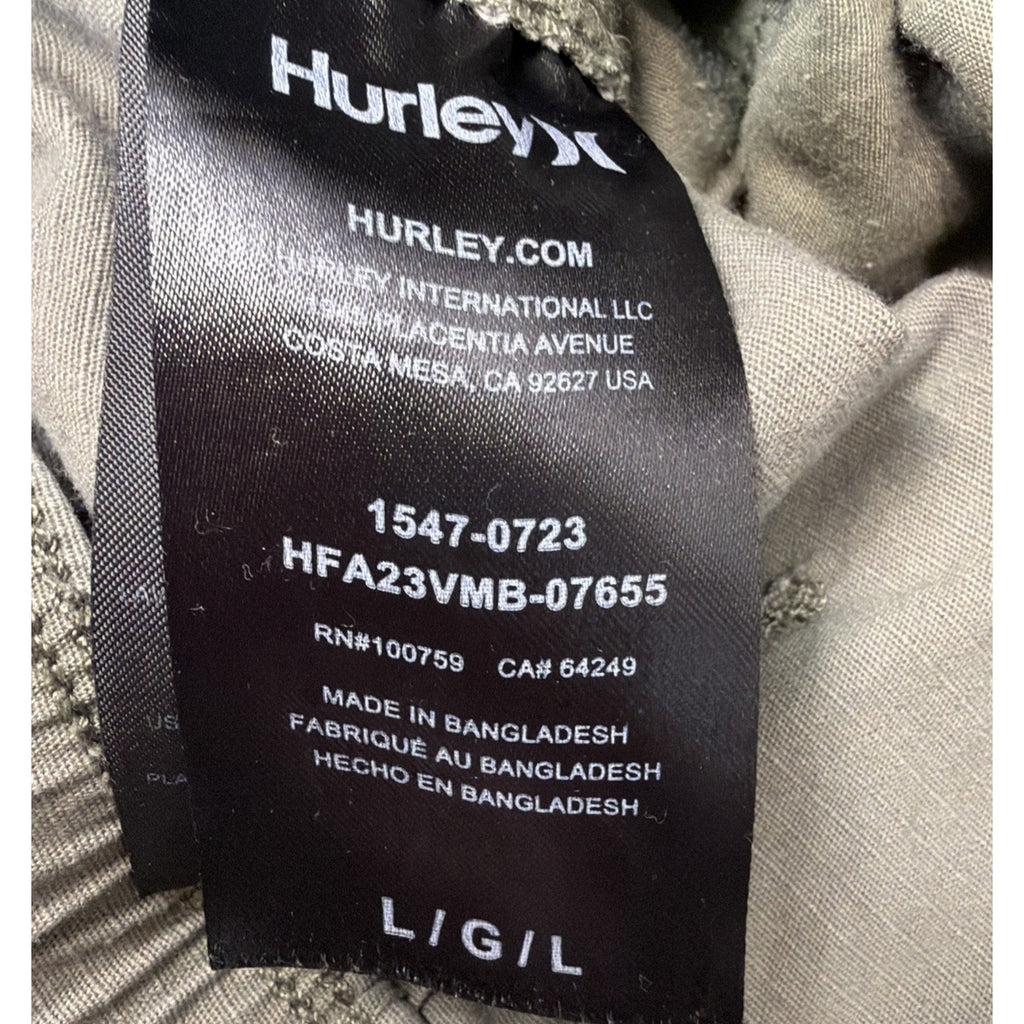 Hurley
HURLEY.COM
HURLEY INTERNATIONAL LLC
PLACENTIA AVENUE
COSTA MESA, CA 92627 USA
1547-0723
HFA23VMB-07655
RN#100759 CA# 64249
MADE IN BANGLADESH
FABRIQUÉ AU BANGLADESH
HECHO EN BANGLADESH
L / G / L